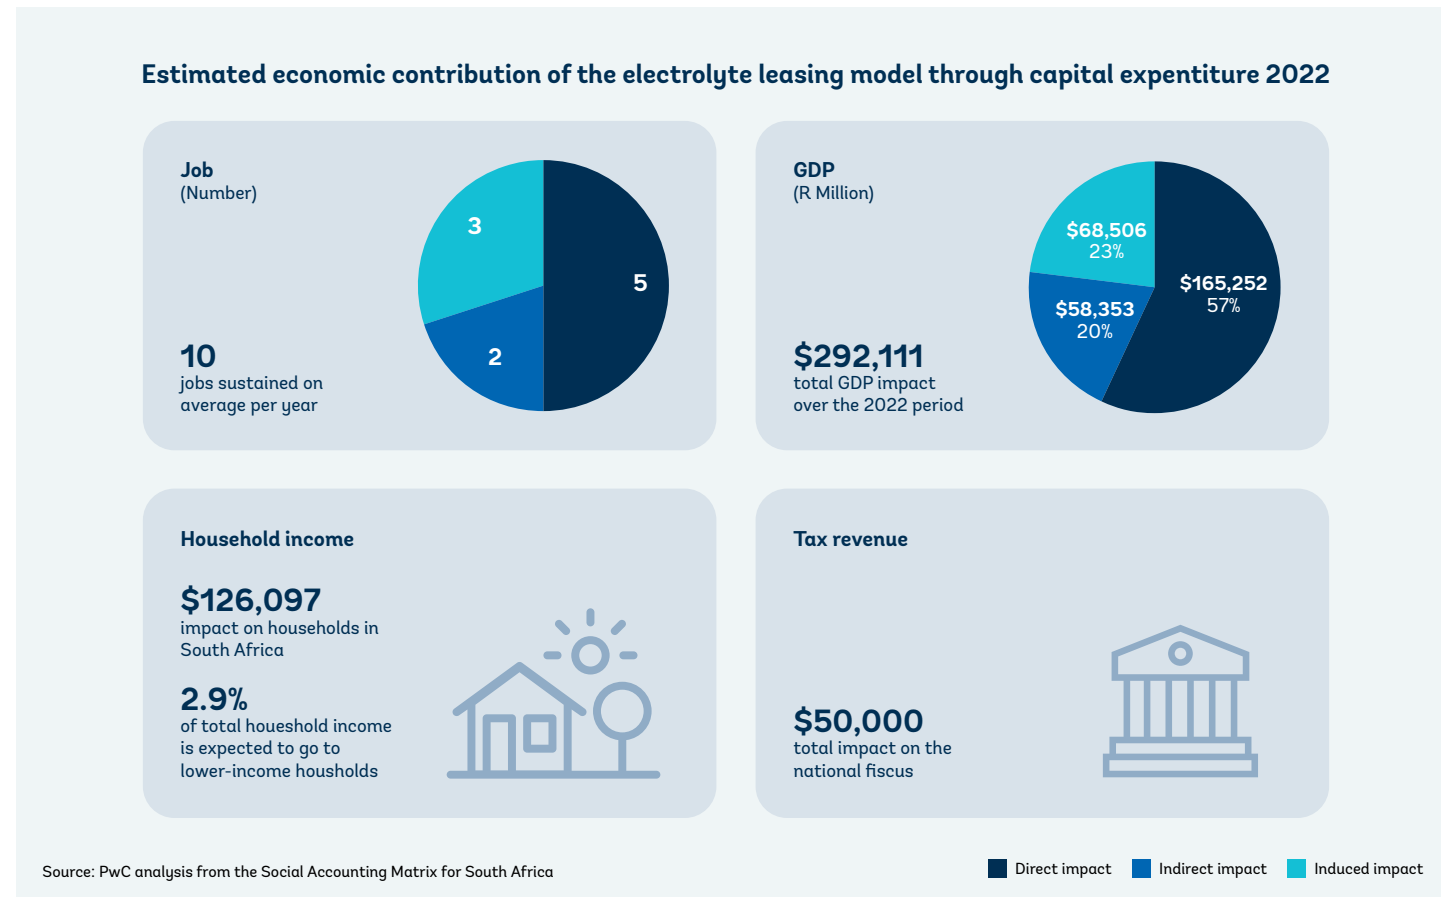 Estimated economic contribution of the electrolyte leasing model through capital expentiture 2022
Job
(Number)
3
5
2
10
jobs sustained on
average per year
GDP
(R Million)
$68,506
23%
$165,252
57%
$58,353
20%
$292,111
total GDP impact
over the 2022 period
Household income
$126,097
impact on households in
South Africa
2.9%
of total houeshold income
is expected to go to
lower-income housholds
Tax revenue
$50,000
total impact on the
national fiscus
Source: PwC analysis from the Social Accounting Matrix for South Africa
Direct impact
Indirect impact
Induced impact